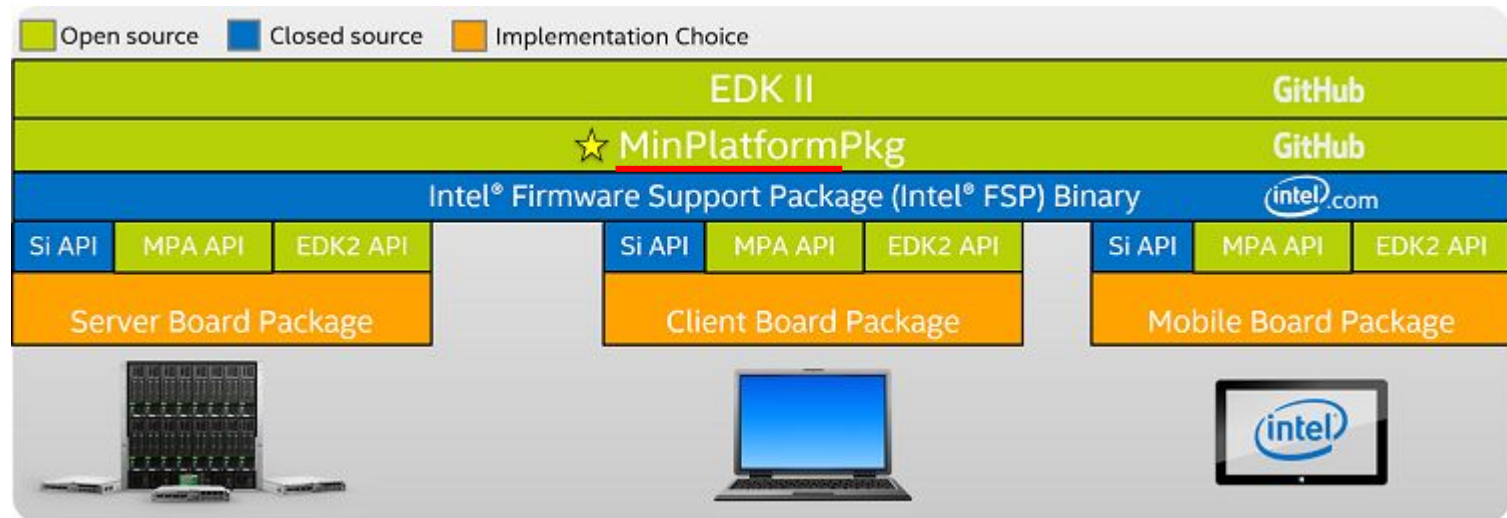 Open source Closed source Implementation Choice
EDK II GitHub
MinPlatformPkg GitHub
Intel® Firmware Support Package (Intel® FSP) Binary (intel).com
Si API MPA API EDK2 API Si API MPA API EDK2 API Si API MPA API EDK2 API
Server Board Package Client Board Package Mobile Board Package
intel